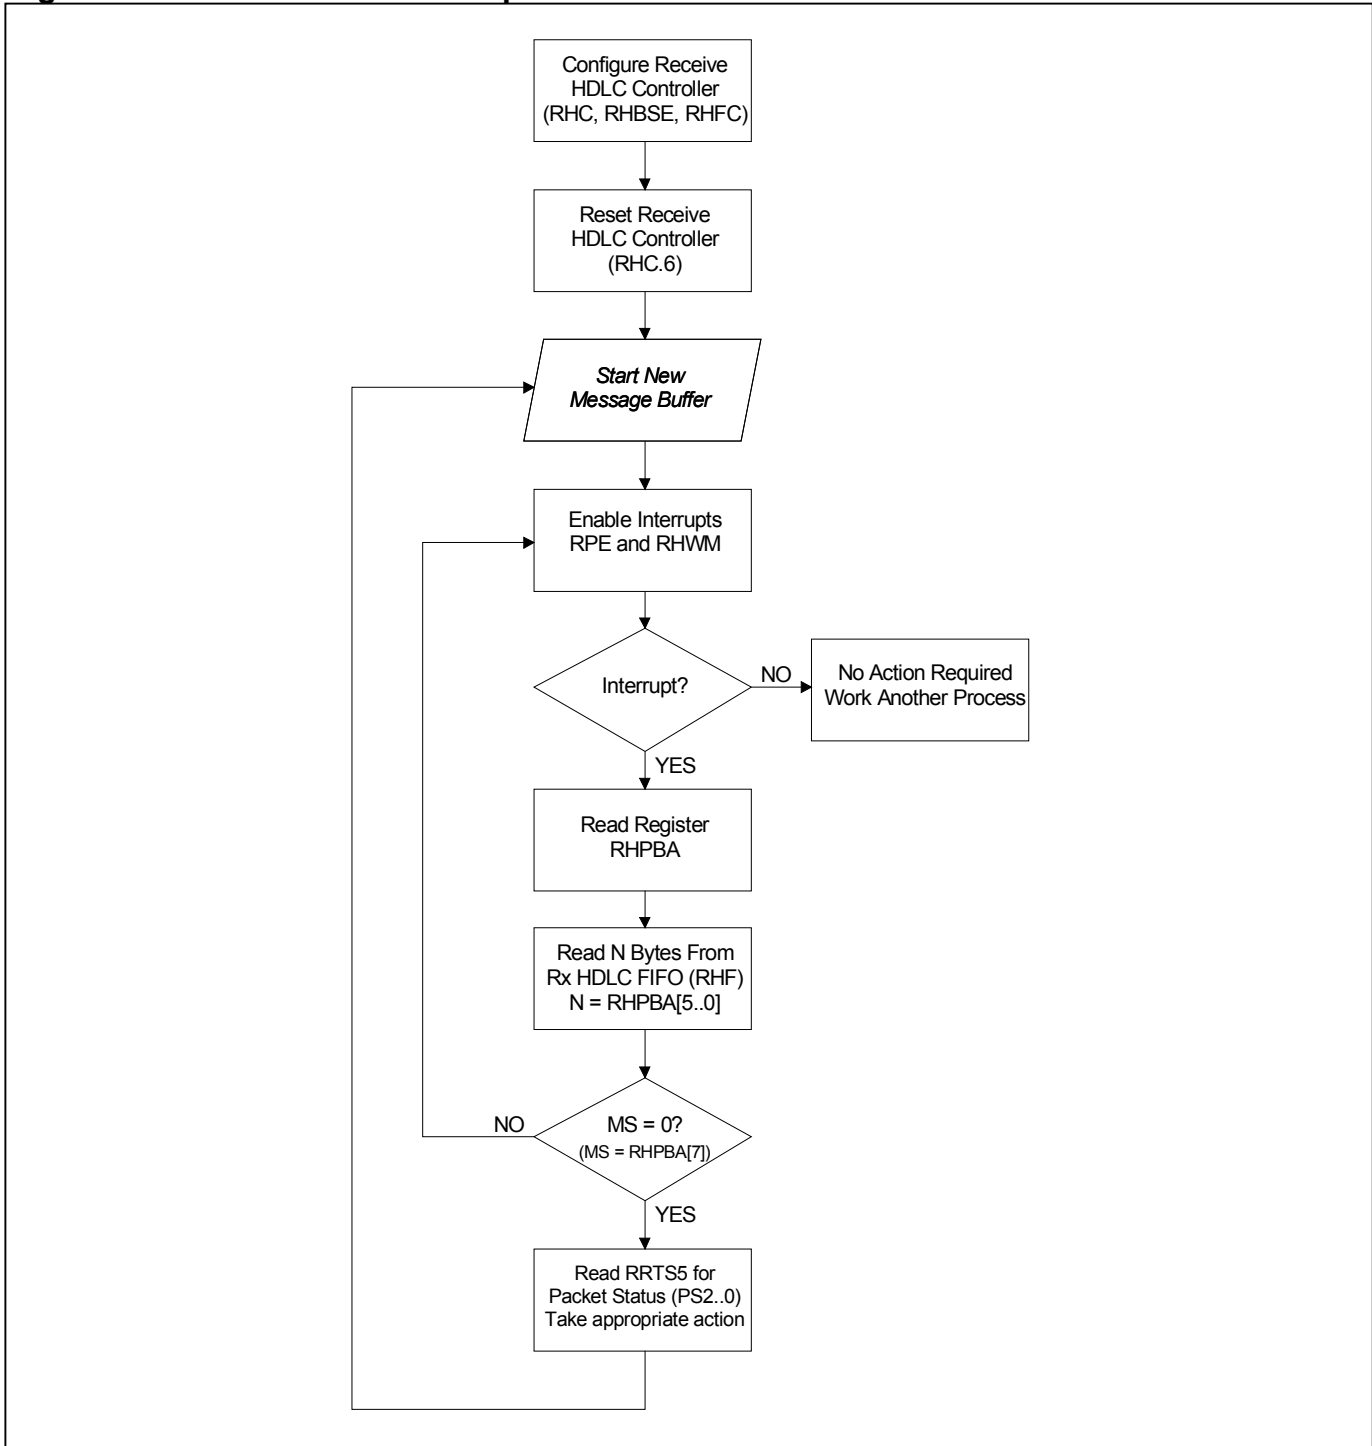 Configure Receive
HDLC Controller
(RHC, RHBSE, RHFC)
Reset Receive
HDLC Controller
(RHC.6)
Start New
Message Buffer
Enable Interrupts
RPE and RHWM
Interrupt?
NO
No Action Required
Work Another Process
YES
Read Register
RHPBA
Read N Bytes From
Rx HDLC FIFO (RHF)
N = RHPBA[5..0]
NO
MS = 0?
(MS = RHPBA[7])
YES
Read RRTS5 for
Packet Status (PS2..0)
Take appropriate action